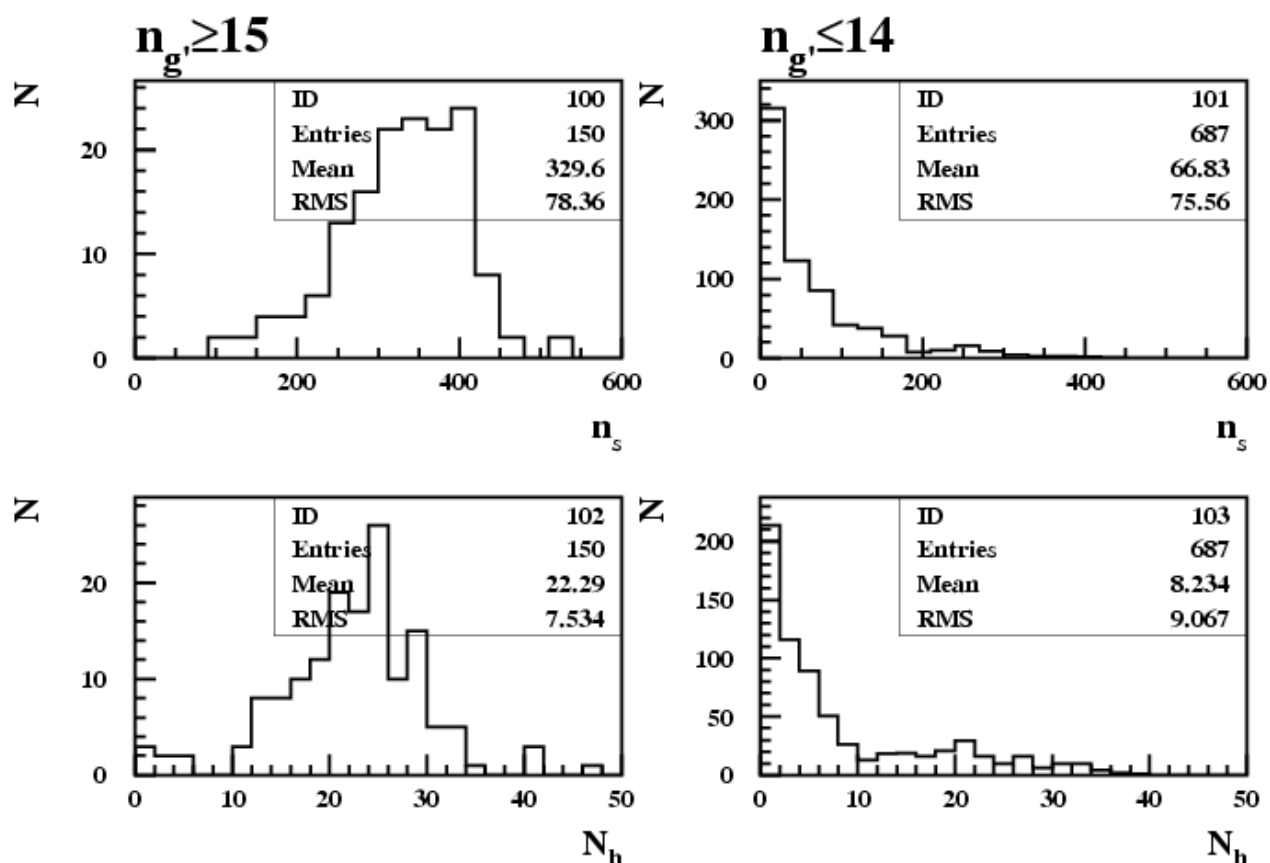 n_g'≥15
N
ID 100
Entries 150
Mean 329.6
RMS 78.36
20
10
0
0 200 400 600
n_s
n_g'≤14
N
ID 101
Entries 687
Mean 66.83
RMS 75.56
300
200
100
0
0 200 400 600
n_s
N
ID 102
Entries 150
Mean 22.29
RMS 7.534
20
10
0
0 10 20 30 40 50
N_h
N
ID 103
Entries 687
Mean 8.234
RMS 9.067
200
150
100
50
0
0 10 20 30 40 50
N_h